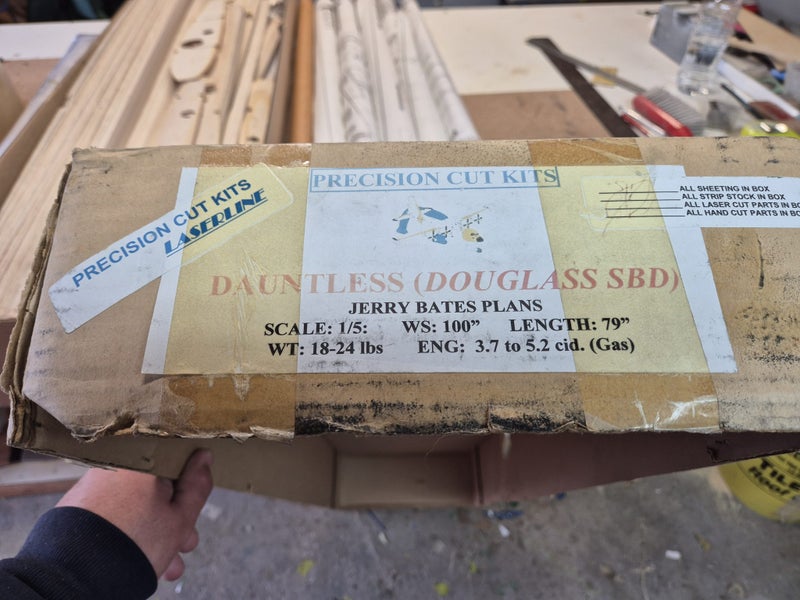 PRECISION CUT KITS
LASERLINE
PRECISION CUT KITS
DAUNTLESS (DOUGLASS SBD)
JERRY BATES PLANS
SCALE: 1/5: WS: 100” LENGTH: 79”
WT: 18-24 lbs ENG: 3.7 to 5.2 cid. (Gas)
ALL SHEETING IN BOX
ALL STRIP STOCK IN BOX
ALL LASER CUT PARTS IN BO
ALL HAND CUT PARTS IN BO
TILE